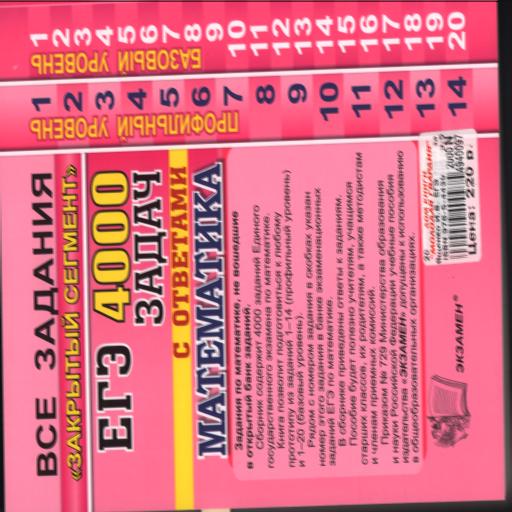 ВСЕ ЗАДАНИЯ
«ЗАКРЫТЫЙ СЕГМЕНТ»
ЕГЭ 4000
ЗАДАЧ
С ОТВЕТАМИ
МАТЕМАТИКА
Задания по математике, не вошедшие
в открытый банк заданий.
Сборник содержит 4000 заданий Единого
государственного экзамена по математике.
Книга позволит подготовиться к любому
прототипу из заданий 1–14 (профильный уровень)
и 1–20 (базовый уровень).
Рядом с номером задания в скобках указан
номер этого задания в банке экзаменационных
заданий ЕГЭ по математике.
В сборнике приведены ответы к заданиям.
Пособие будет полезно учителям, учащимся
старших классов, их родителям, а также методистам
и членам приемных комиссий.
Приказом № 729 Министерства образования
и науки Российской Федерации учебные пособия
издательства «ЭКЗАМЕН» допущены к использованию
в общеобразовательных организациях.
ЭКЗАМЕН®
Цена: 220 р.
ПРОФИЛЬНЫЙ УРОВЕНЬ
1 2 3 4 5 6 7 8 9 10 11 12 13 14
БАЗОВЫЙ УРОВЕНЬ
1 2 3 4 5 6 7 8 9 10 11 12 13 14 15 16 17 18 19 20